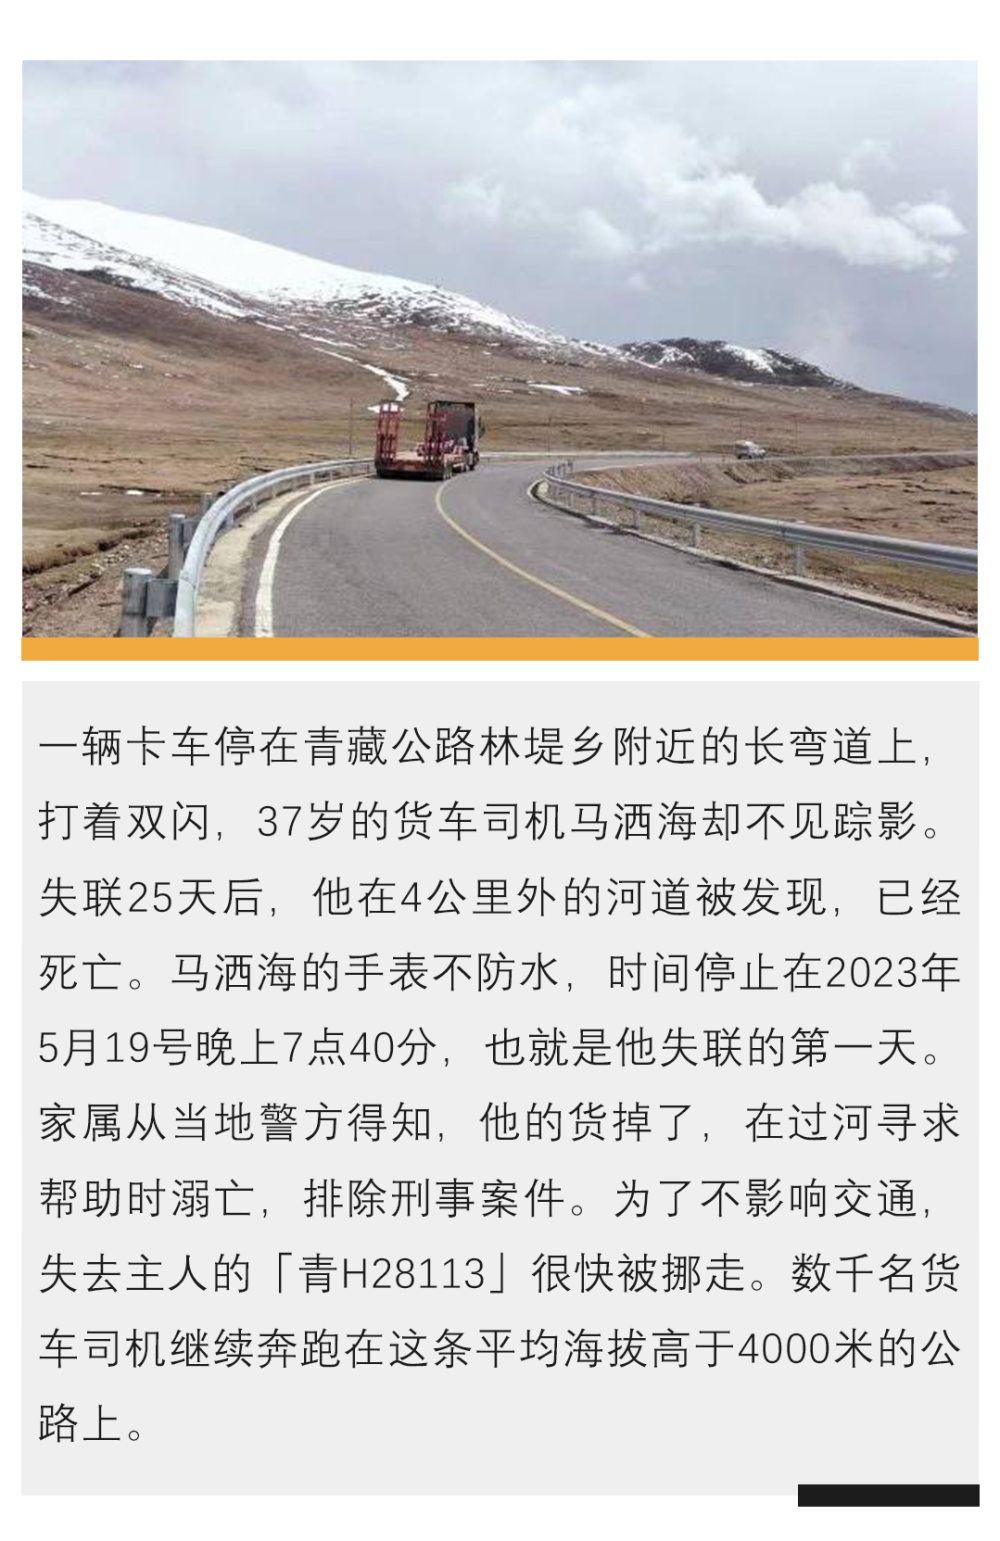 一辆卡车停在青藏公路林堤乡附近的长弯道上，
打着双闪，37岁的货车司机马洒海却不见踪影。
失联25天后，他在4公里外的河道被发现，已经
死亡。马洒海的手表不防水，时间停止在2023年
5月19号晚上7点40分，也就是他失联的第一天。
家属从当地警方得知，他的货掉了，在过河寻求
帮助时溺亡，排除刑事案件。为了不影响交通，
失去主人的「青H28113」很快被挪走。数千名货
车司机继续奔跑在这条平均海拔高于4000米的公
路上。